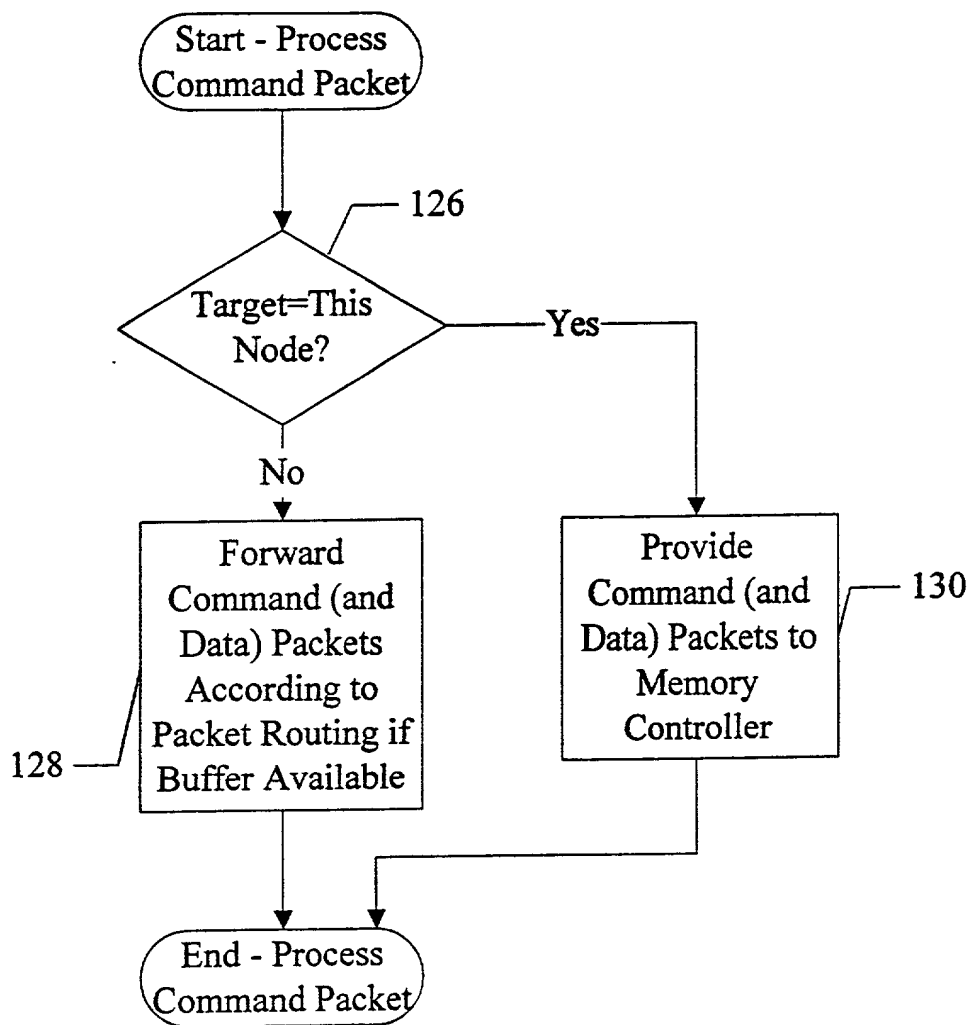 Start - Process
Command Packet
126
Target=This
Node?
Yes
No
Forward
Command (and
Data) Packets
According to
Packet Routing if
Buffer Available
128
Provide
Command (and
Data) Packets to
Memory
Controller
130
End - Process
Command Packet